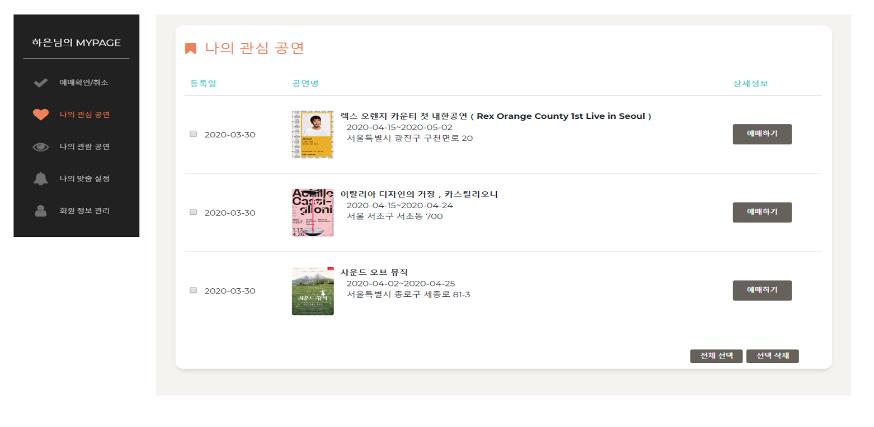 하은님의 MYPAGE
예매확인/취소
나의 관심 공연
나의 관람 공연
나의 맞춤 설정
회원 정보 관리
나의 관심 공연
등록일 공연명 상세정보
렉스 오렌지 카운티 첫 내한공연 ( Rex Orange County 1st Live in Seoul )
2020-03-30 2020-04-15~2020-05-02 예매하기
서울특별시 광진구 구천면로 20
이탈리아 디자인의 거장 , 카스틸리오니
2020-03-30 2020-04-15~2020-04-24 예매하기
서울 서초구 서초동 700
Achille
Casti-
glioni
사운드 오브 뮤직
2020-03-30 2020-04-02~2020-04-25 예매하기
서울특별시 종로구 세종로 81-3
전체 선택 선택 삭제